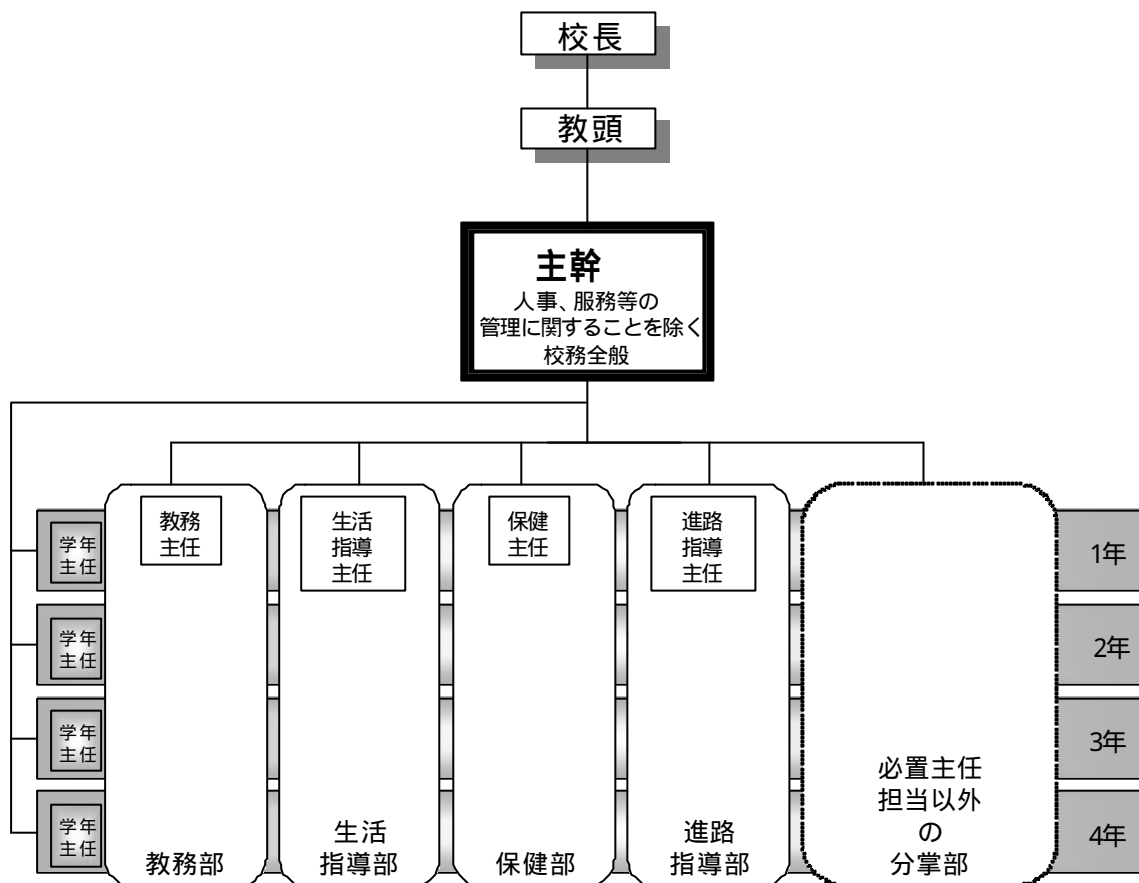 校長
教頭
主幹
人事、服務等の
管理に関することを除く
校務全般
教務
主任
生活
指導
主任
保健
主任
進路
指導
主任
学年
主任
1年
学年
主任
2年
学年
主任
3年
学年
主任
4年
教務部
生活
指導部
保健部
進路
指導部
必置主任
担当以外
の
分掌部